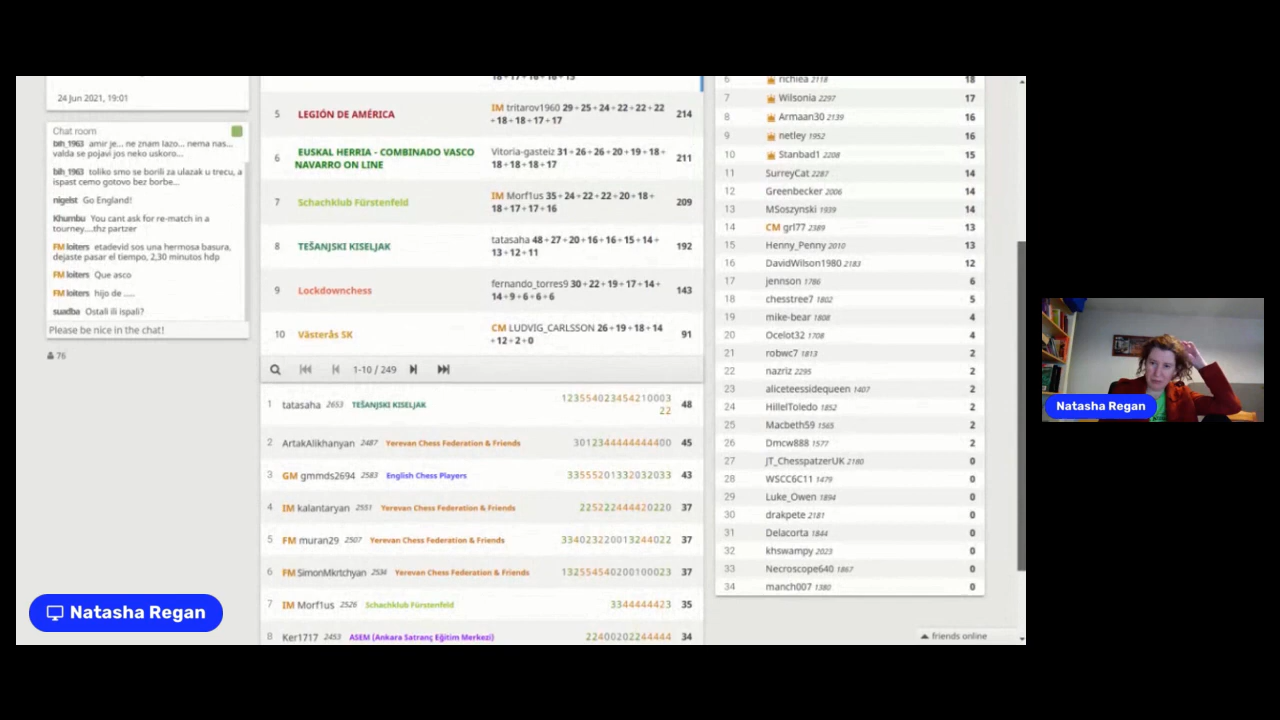 24 Jun 2021, 19:01
Chat room
bih_1963 amir je... ne znam lazo... nema nas...
valda se pojavi jos neko uskoro...
bih_1963 toliko smo se borili za ulazak u trecu, a
ispast cemo gotovo bez borbe...
nigelst Go England!
Khumbu You cant ask for re-match in a
tourney....thz partzer
FM loiters etadevid sos una hermosa basura,
dejaste pasar el tiempo, 2,30 minutos hdp
FM loiters Que asco
FM loiters hijo de .....
suadba Ostali ili ispali?
Please be nice in the chat!
76
18 + 17 + 16 + 16 + 15
5 LEGIÓN DE AMÉRICA IM tritarov1960 29 + 25 + 24 + 22 + 22 + 22
+ 18 + 18 + 17 + 17 214
6 EUSKAL HERRIA - COMBINADO VASCO
NAVARRO ON LINE Vitoria-gasteiz 31 + 26 + 26 + 20 + 19 + 18 +
18 + 18 + 18 + 17 211
7 Schachklub Fürstenfeld IM Morf1us 35 + 24 + 22 + 22 + 20 + 18 +
18 + 17 + 17 + 16 209
8 TEŠANJSKI KISELJAK tatasaha 48 + 27 + 20 + 16 + 16 + 15 + 14 +
13 + 12 + 11 192
9 Lockdownchess fernando_torres9 30 + 22 + 19 + 17 + 14 +
14 + 9 + 6 + 6 + 6 143
10 Västerås SK CM LUDVIG_CARLSSON 26 + 19 + 18 + 14
+ 12 + 2 + 0 91
1-10 / 249
1 tatasaha 2653 TEŠANJSKI KISELJAK 123554023454210003
22 48
2 ArtakAlikhanyan 2487 Yerevan Chess Federation & Friends 30123444444444400 45
3 GM gmmds2694 2583 English Chess Players 335552013320320​33 43
4 IM kalantaryan 2551 Yerevan Chess Federation & Friends 225222444420220 37
5 FM muran29 2507 Yerevan Chess Federation & Friends 334023220013244022 37
6 FM SimonMkrtchyan 2534 Yerevan Chess Federation & Friends 132554540200100023 37
7 IM Morf1us 2526 Schachklub Fürstenfeld 3344444423 35
8 Ker1717 2453 ASEM (Ankara Satranç Eğitim Merkezi) 22400202244444 34
6 richiea 2118 18
7 Wilsonia 2297 17
8 Armaan30 2139 16
9 netley 1952 16
10 Stanbad1 2208 15
11 SurreyCat 2287 14
12 Greenbecker 2006 14
13 MSoszynski 1939 14
14 CM grl77 2389 13
15 Henny_Penny 2010 13
16 DavidWilson1980 2183 12
17 jennson 1786 6
18 chesstree7 1802 5
19 mike-bear 1808 4
20 Ocelot32 1708 4
21 robwc7 1813 2
22 nazriz 2295 2
23 aliceteessidequeen 1407 2
24 HillelToledo 1852 2
25 Macbeth59 1565 2
26 Dmcw888 1577 2
27 JT_ChesspatzerUK 2180 0
28 WSCC6C11 1479 0
29 Luke_Owen 1894 0
30 drakpete 2181 0
31 Delacorta 1844 0
32 khswampy 2023 0
33 Necroscope640 1867 0
34 manch007 1380 0
friends online
Natasha Regan
Natasha Regan